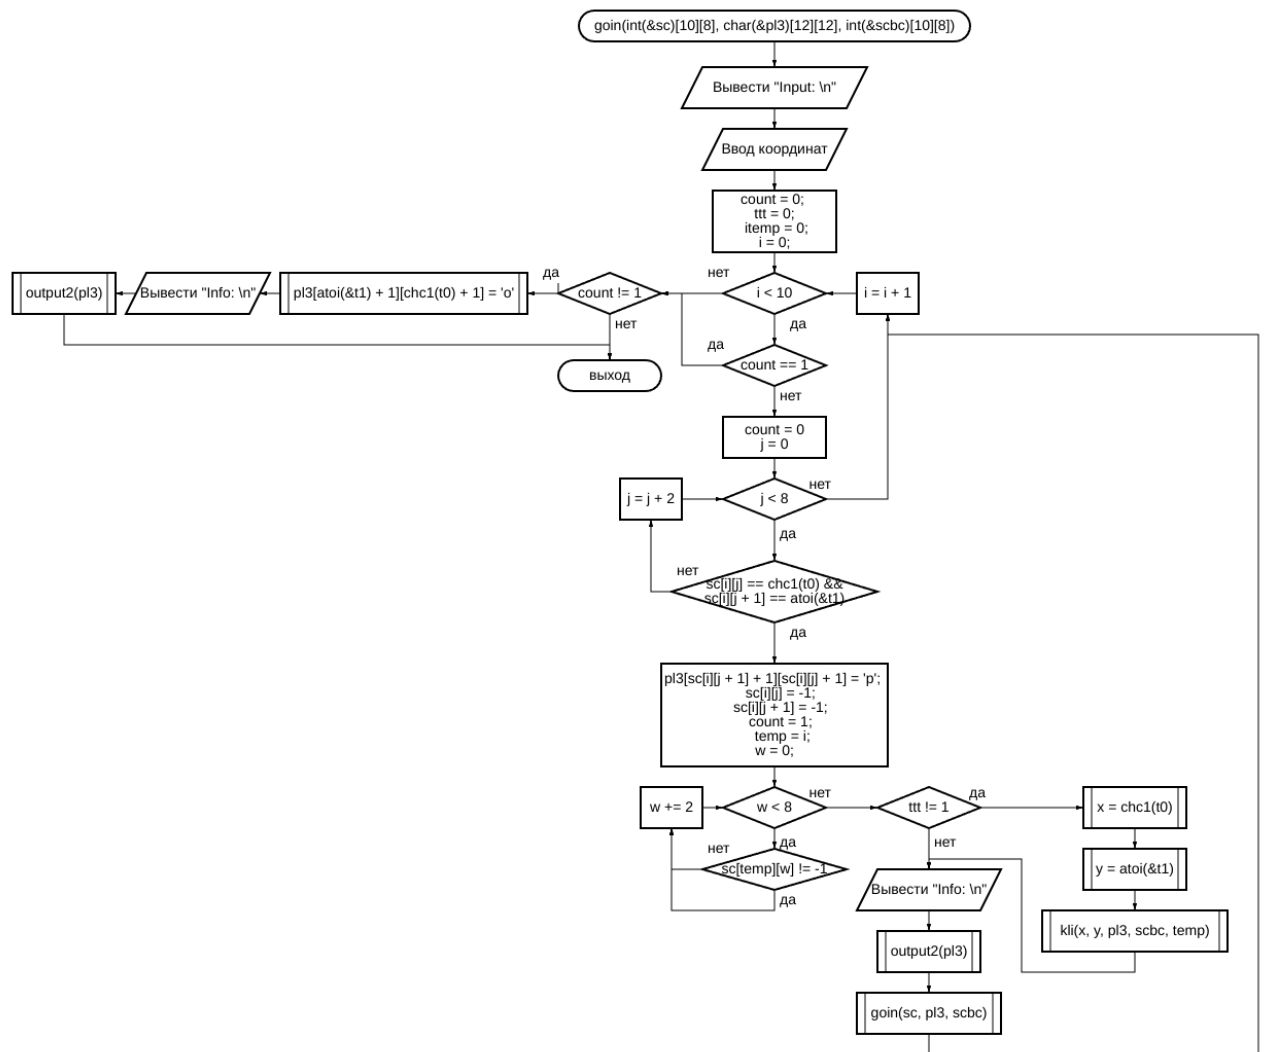 goin(int(&sc)[10][8], char(&pl3)[12][12], int(&scbc)[10][8])
Вывести "Input: \n"
Ввод координат
count = 0;
ttt = 0;
itemp = 0;
i = 0;
output2(pl3)
Вывести "Info: \n"
pl3[atoi(&t1) + 1][chc1(t0) + 1] = 'o'
да
count != 1
нет
i < 10
i = i + 1
нет
да
выход
да
count == 1
нет
count = 0
j = 0
j = j + 2
j < 8
нет
да
нет
sc[i][j] == chc1(t0) &&
sc[i][j + 1] == atoi(&t1)
да
pl3[sc[i][j + 1] + 1][sc[i][j] + 1] = 'p';
sc[i][j] = -1;
sc[i][j + 1] = -1;
count = 1;
temp = i;
w = 0;
w += 2
w < 8
нет
ttt != 1
да
x = chc1(t0)
да
нет
нет
sc[temp][w] != -1
да
Вывести "Info: \n"
y = atoi(&t1)
output2(pl3)
kli(x, y, pl3, scbc, temp)
goin(sc, pl3, scbc)